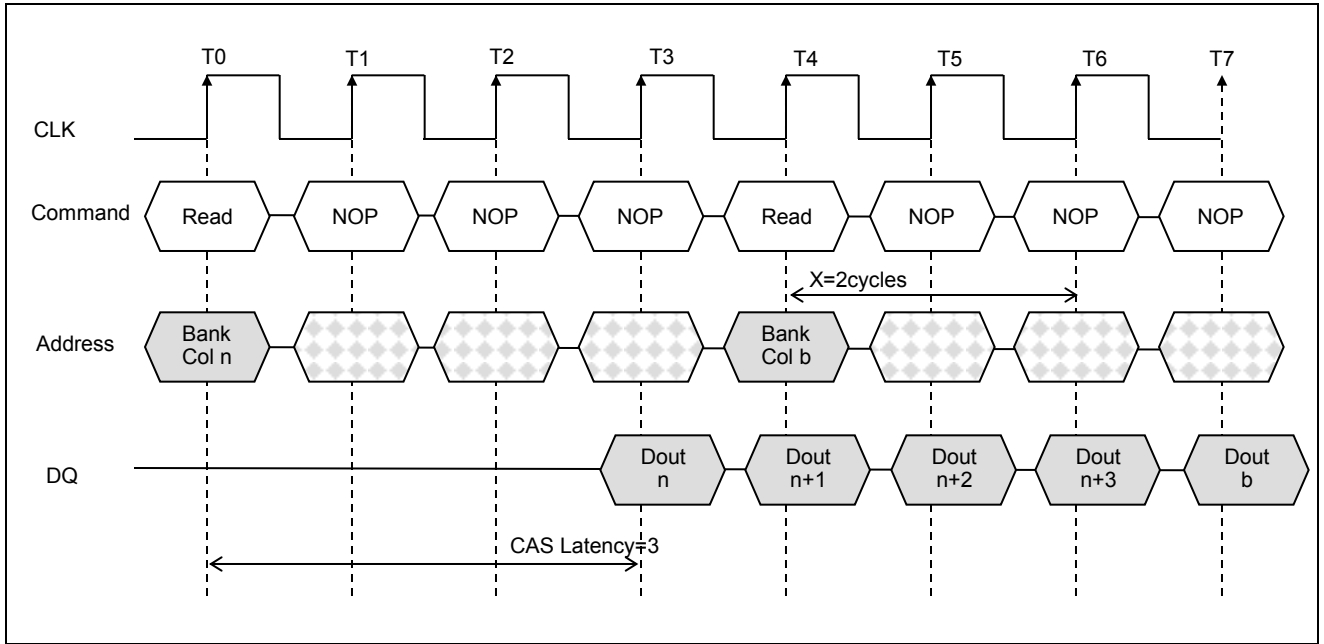 T0 T1 T2 T3 T4 T5 T6 T7
CLK
Command Read NOP NOP NOP Read NOP NOP NOP
X=2cycles
Address Bank Col n Bank Col b
DQ Dout n Dout n+1 Dout n+2 Dout n+3 Dout b
CAS Latency=3